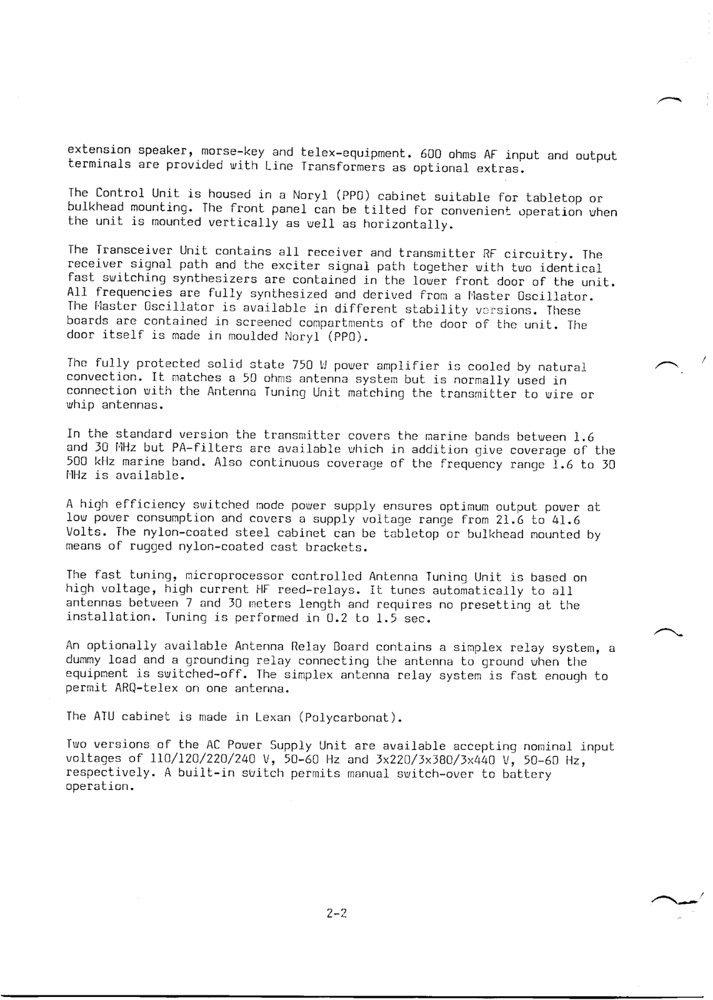 extension speaker, morse-key and telex-equipment. 600 ohms AF input and output
terminals are provided with Line Transformers as optional extras.
The Control Unit is housed in a Noryl (PPO) cabinet suitable for tabletop or
bulkhead mounting. The front panel can be tilted for convenient operation when
the unit is mounted vertically as well as horizontally.
The Transceiver Unit contains all receiver and transmitter RF circuitry. The
receiver signal path and the exciter signal path together with two identical
fast switching synthesizers are contained in the lower front door of the unit.
All frequencies are fully synthesized and derived from a Master Oscillator.
The Master Oscillator is available in different stability versions. These
boards are contained in screened compartments of the door of the unit. The
door itself is made in moulded Noryl (PPO).
The fully protected solid state 750 W power amplifier is cooled by natural
convection. It matches a 50 ohms antenna system but is normally used in
connection with the Antenna Tuning Unit matching the transmitter to wire or
whip antennas.
In the standard version the transmitter covers the marine bands between 1.6
and 30 MHz but PA-filters are available which in addition give coverage of the
500 kHz marine band. Also continuous coverage of the frequency range 1.6 to 30
MHz is available.
A high efficiency switched mode power supply ensures optimum output power at
low power consumption and covers a supply voltage range from 21.6 to 41.6
Volts. The nylon-coated steel cabinet can be tabletop or bulkhead mounted by
means of rugged nylon-coated cast brackets.
The fast tuning, microprocessor controlled Antenna Tuning Unit is based on
high voltage, high current HF reed-relays. It tunes automatically to all
antennas between 7 and 30 meters length and requires no presetting at the
installation. Tuning is performed in 0.2 to 1.5 sec.
An optionally available Antenna Relay Board contains a simplex relay system, a
dummy load and a grounding relay connecting the antenna to ground when the
equipment is switched-off. The simplex antenna relay system is fast enough to
permit ARQ-telex on one antenna.
The ATU cabinet is made in Lexan (Polycarbonat).
Two versions of the AC Power Supply Unit are available accepting nominal input
voltages of 110/120/220/240 V, 50-60 Hz and 3x220/3x380/3x440 V, 50-60 Hz,
respectively. A built-in switch permits manual switch-over to battery
operation.
2-2